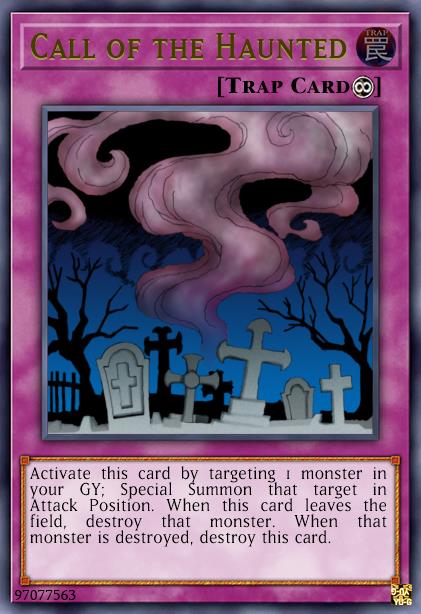 CALL OF THE HAUNTED
TRAP
罠
[TRAP CARD]
Activate this card by targeting 1 monster in
your GY; Special Summon that target in
Attack Position. When this card leaves the
field, destroy that monster. When that
monster is destroyed, destroy this card.
97077563